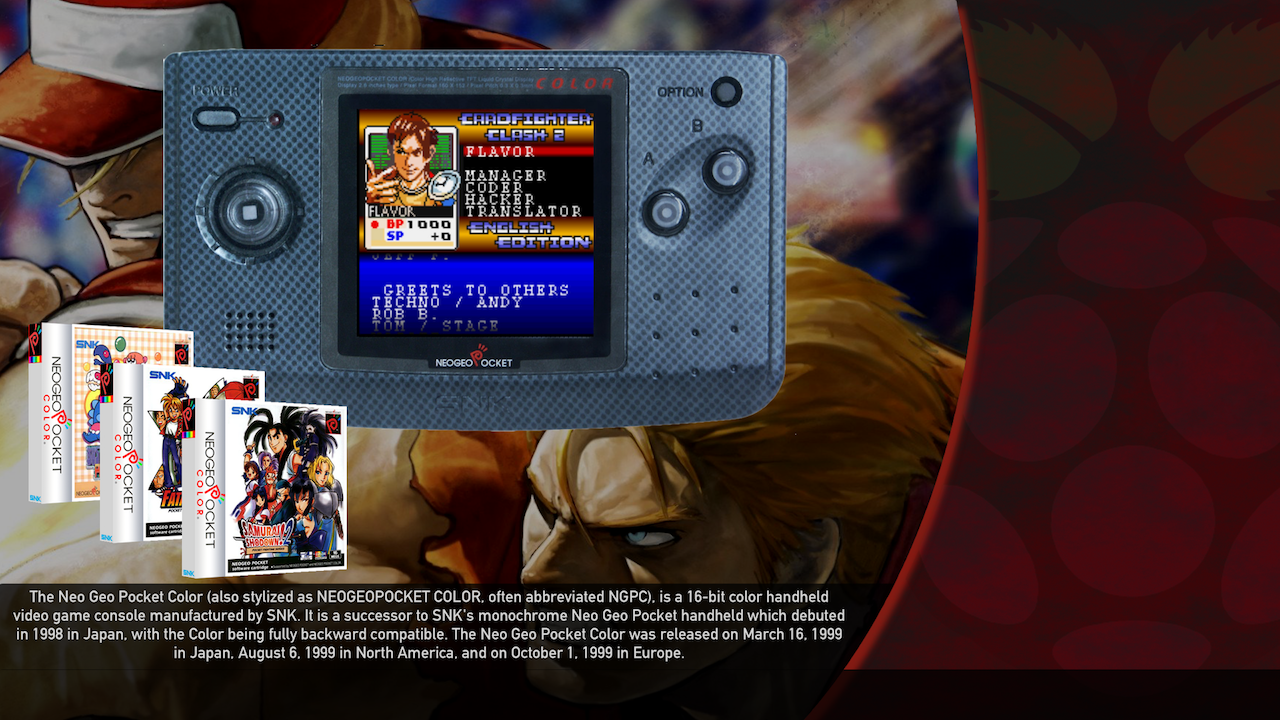 POWER
NEOGEOPOCKET COLOR
COLOR
OPTION
B
A
CARDFIGHTER
CLASH 2
FLAVOR
MANAGER
CODER
HACKER
TRANSLATOR
FLAVOR
BP 1000
SP +0
ENGLISH
EDITION
JEFF F.
GREETS TO OTHERS
TECHNO / ANDY
ROB B.
TOM / STAGE
NEOGEO POCKET
SNK
NEOGEO POCKET
COLOR
SNK
SNK
NEOGEO POCKET
COLOR
SNK
SNK
NEOGEO POCKET
COLOR
SAMURAI
SHODOWN! 2
NEOGEO POCKET
software cartridge
SNK
The Neo Geo Pocket Color (also stylized as NEOGEOPOCKET COLOR, often abbreviated NGPC), is a 16-bit color handheld
video game console manufactured by SNK. It is a successor to SNK's monochrome Neo Geo Pocket handheld which debuted
in 1998 in Japan, with the Color being fully backward compatible. The Neo Geo Pocket Color was released on March 16, 1999
in Japan, August 6, 1999 in North America, and on October 1, 1999 in Europe.